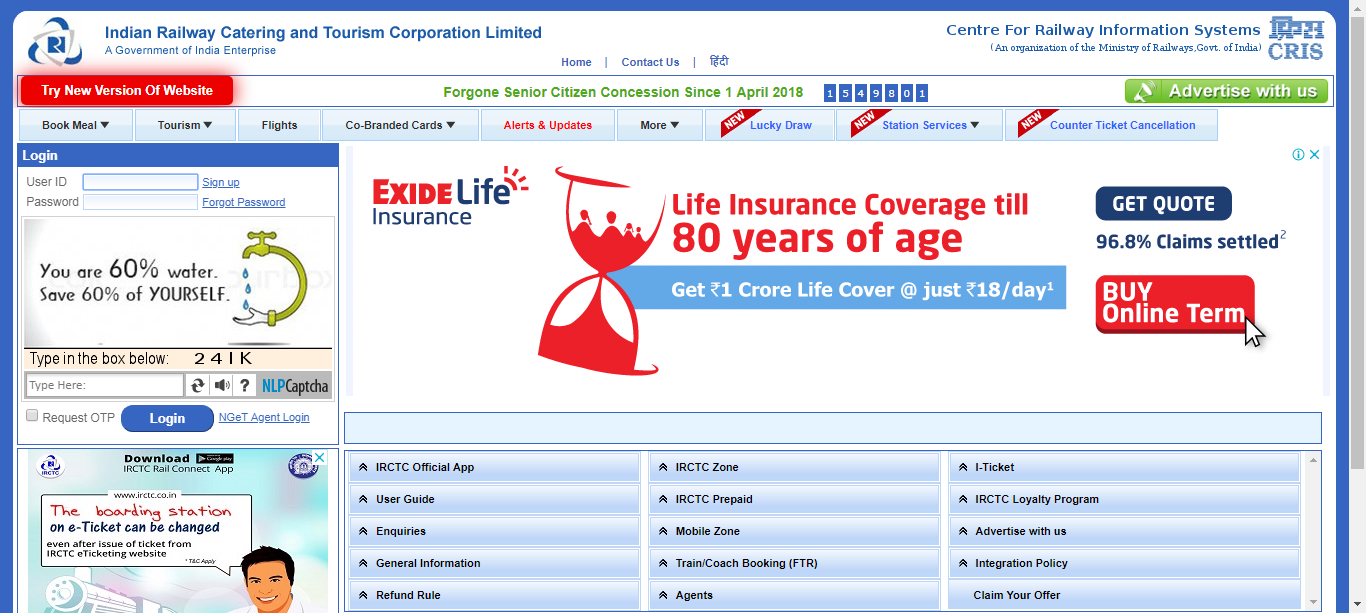 Indian Railway Catering and Tourism Corporation Limited
A Government of India Enterprise
Centre For Railway Information Systems
(An organization of the Ministry of Railways,Govt. of India)
CRIS
Home | Contact Us | हिंदी
Try New Version Of Website
Forgone Senior Citizen Concession Since 1 April 2018 1 5 4 9 8 0 1
Advertise with us
Book Meal Tourism Flights Co-Branded Cards Alerts & Updates More NEW Lucky Draw NEW Station Services NEW Counter Ticket Cancellation
Login
User ID Sign up
Password Forgot Password
You are 60% water.
Save 60% of YOURSELF.
Type in the box below: 24IK
Type Here: ? NLPCaptcha
Request OTP Login NGeT Agent Login
EXIDE Life
Insurance
Life Insurance Coverage till
80 years of age
Get ₹1 Crore Life Cover @ just ₹18/day¹
GET QUOTE
96.8% Claims settled²
BUY
Online Term
IRCTC
Download Google play
IRCTC Rail Connect App
www.irctc.co.in
The boarding station
on e-Ticket can be changed
even after issue of ticket from
IRCTC eTicketing website
* T&C Apply
IRCTC Official App IRCTC Zone I-Ticket
User Guide IRCTC Prepaid IRCTC Loyalty Program
Enquiries Mobile Zone Advertise with us
General Information Train/Coach Booking (FTR) Integration Policy
Refund Rule Agents Claim Your Offer